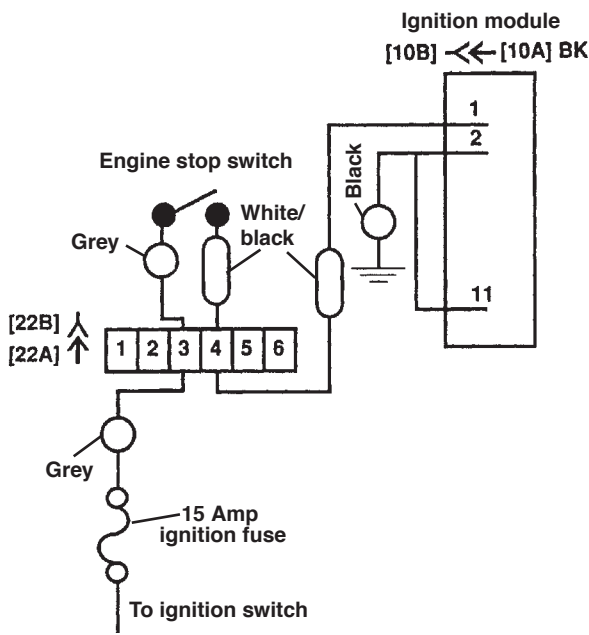 Ignition module
[10B] [10A] BK
1
2
Black
Engine stop switch
White/
black
Grey
11
[22B]
[22A]
1 2 3 4 5 6
Grey
15 Amp
ignition fuse
To ignition switch